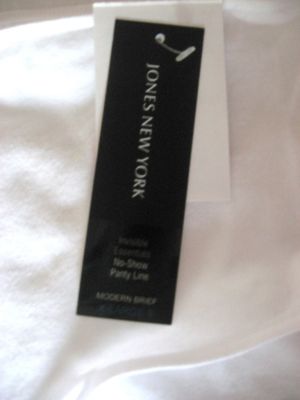 JONES NEW YORK
Invisible
Essentials
No-Show
Panty Line
MODERN BRIEF